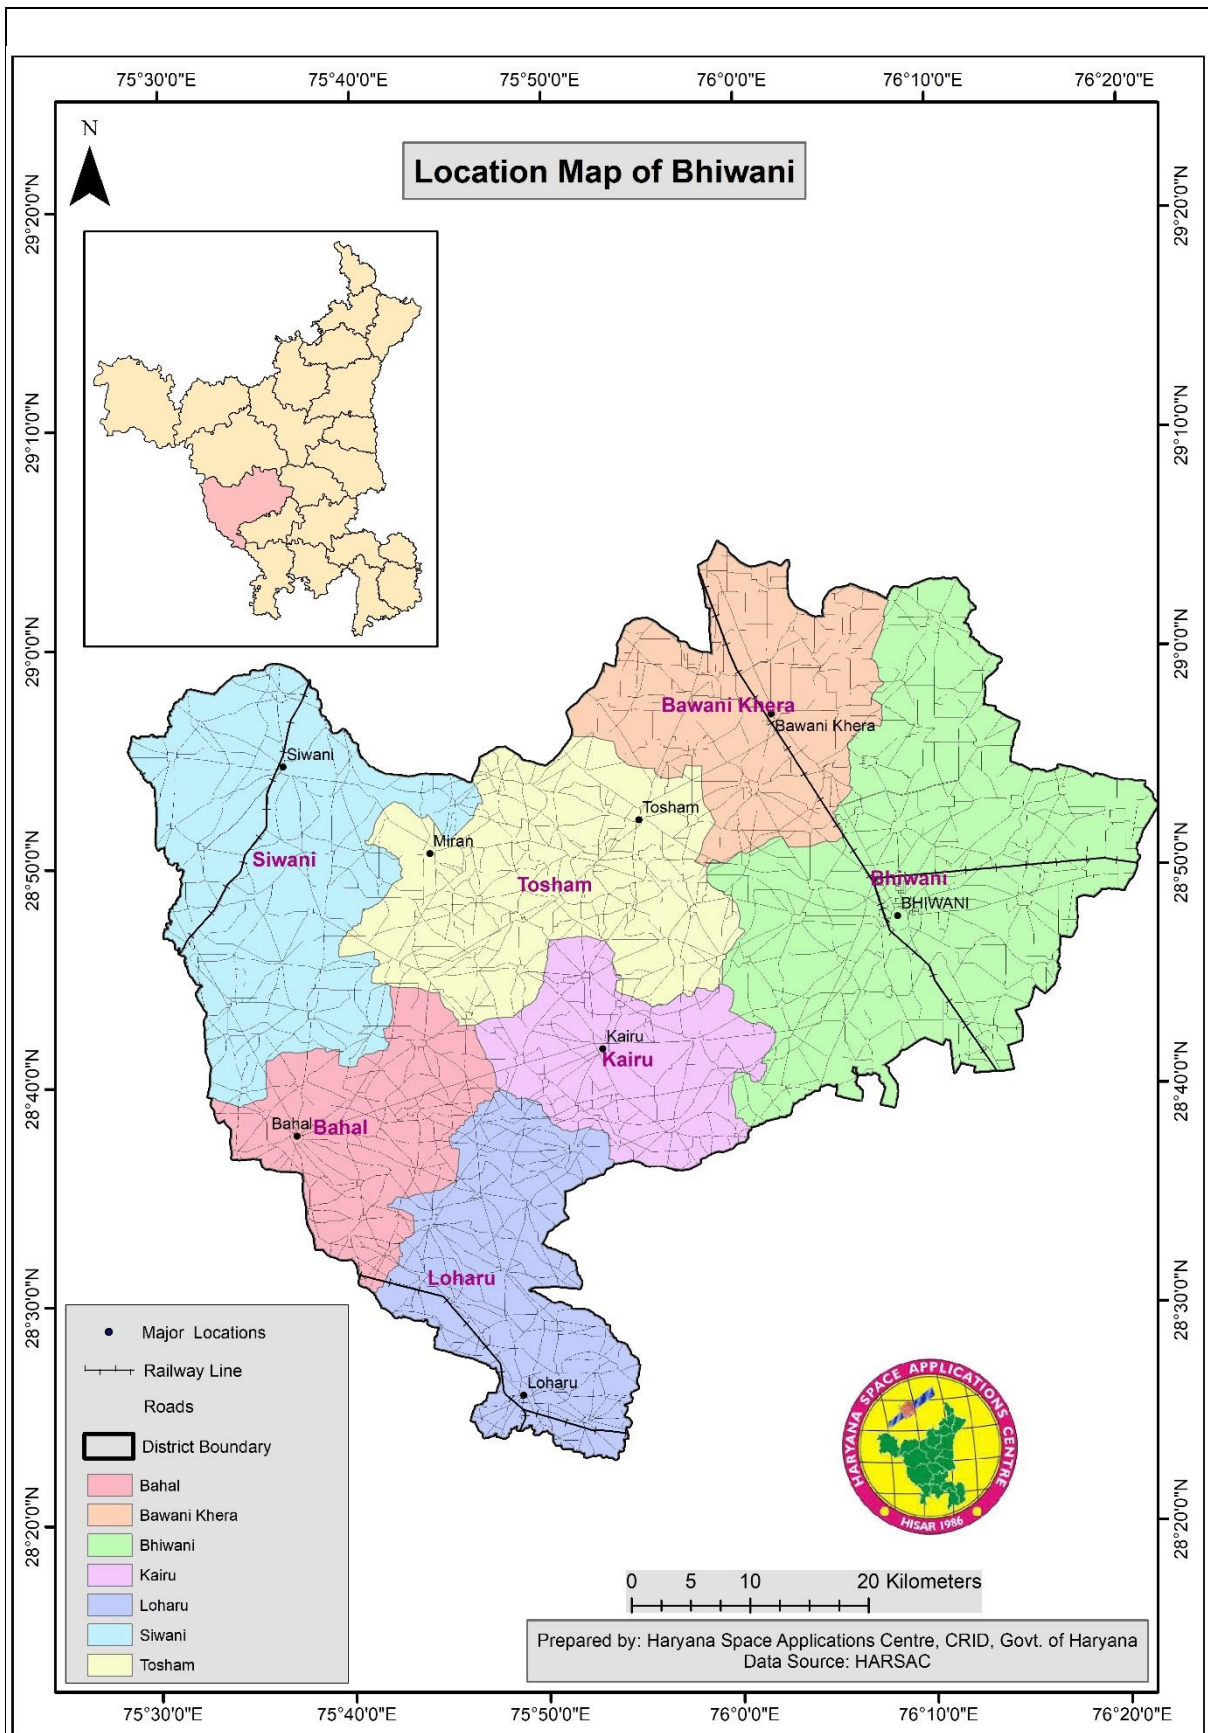 75°30'0"E 75°40'0"E 75°50'0"E 76°0'0"E 76°10'0"E 76°20'0"E
N
Location Map of Bhiwani
29°20'0"N
29°20'0"N
29°10'0"N
29°10'0"N
29°0'0"N
29°0'0"N
Bawani Khera
Bawani Khera
Siwani
Tosham
Miran
Siwani
28°50'0"N
28°50'0"N
Tosham
Bhiwani
BHIWANI
Kairu
Kairu
28°40'0"N
28°40'0"N
Bahal
Bahal
Loharu
28°30'0"N
28°30'0"N
Loharu
Major Locations
Railway Line
Roads
District Boundary
Bahal
Bawani Khera
Bhiwani
Kairu
Loharu
Siwani
Tosham
28°20'0"N
28°20'0"N
HARYANA SPACE APPLICATIONS CENTRE
HISAR 1986
0 5 10 20 Kilometers
Prepared by: Haryana Space Applications Centre, CRID, Govt. of Haryana
Data Source: HARSAC
75°30'0"E 75°40'0"E 75°50'0"E 76°0'0"E 76°10'0"E 76°20'0"E